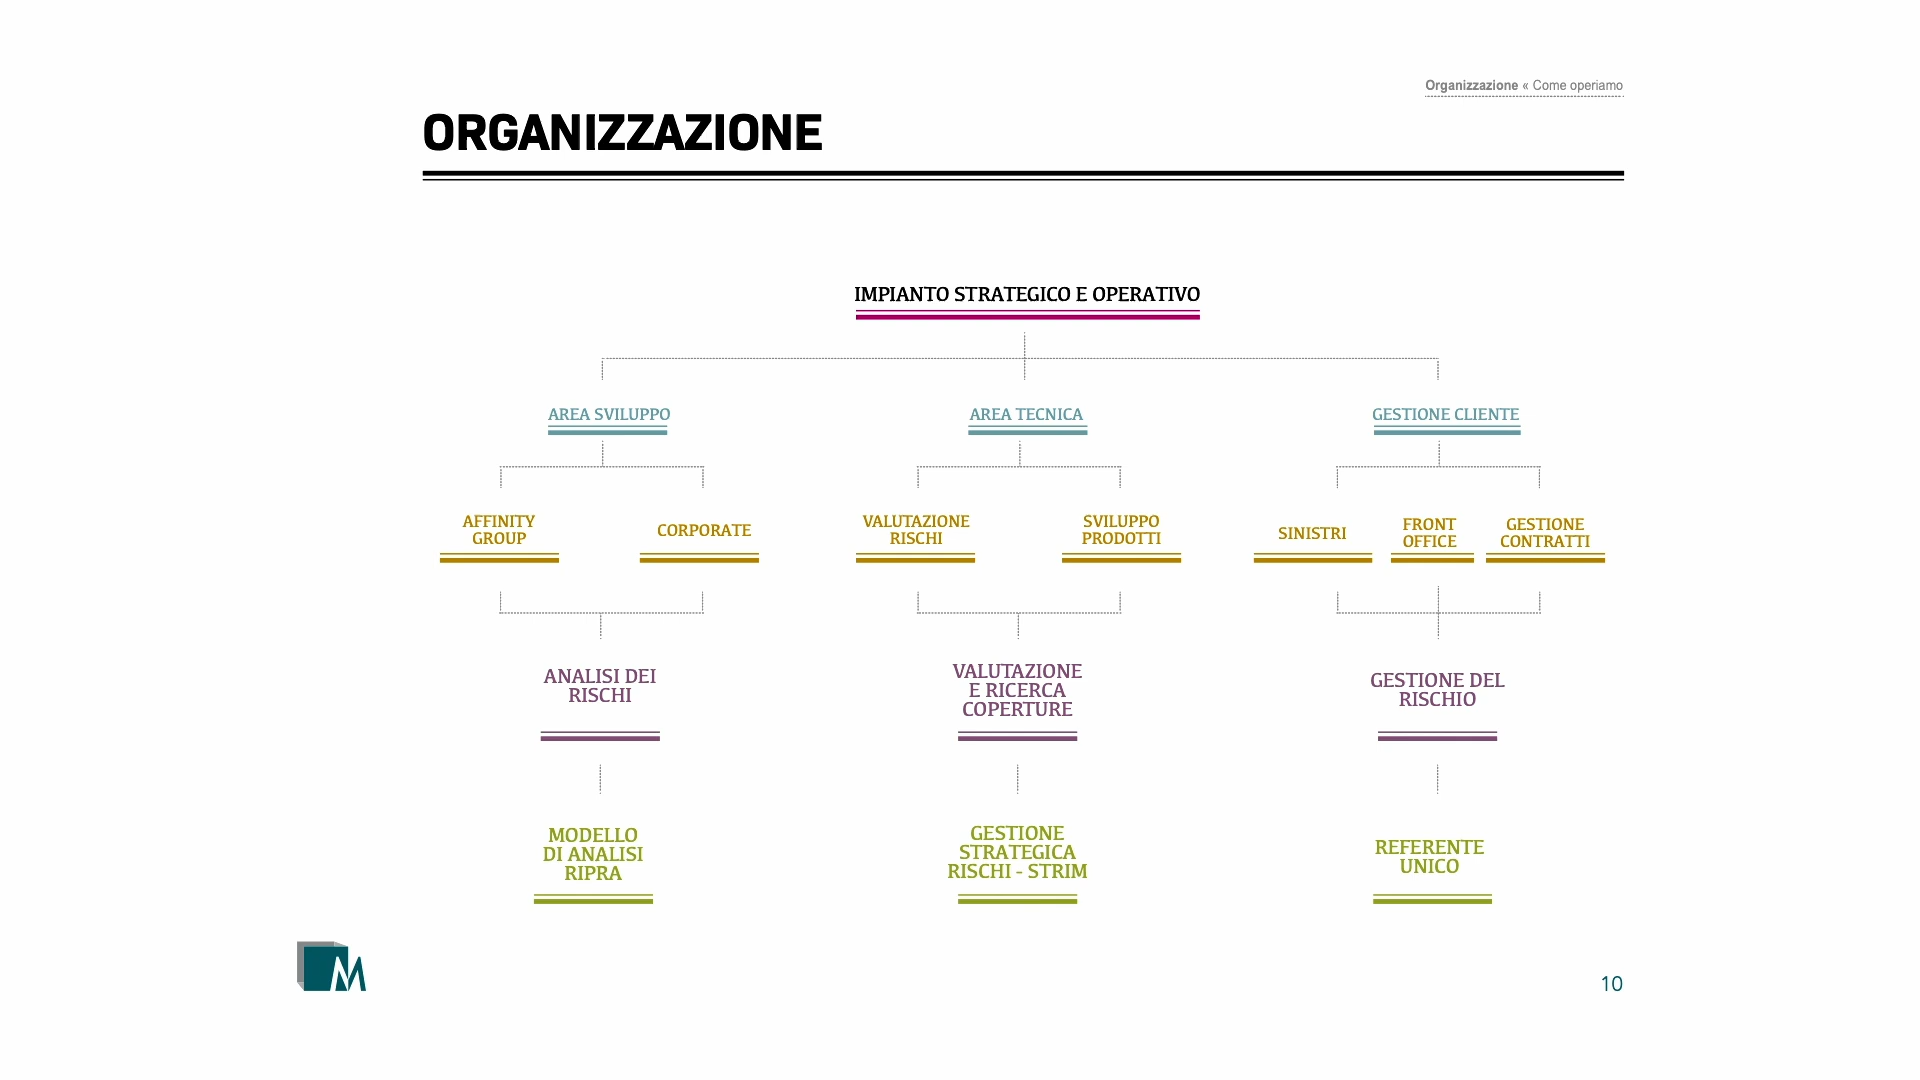 Organizzazione « Come operiamo
ORGANIZZAZIONE
IMPIANTO STRATEGICO E OPERATIVO
AREA SVILUPPO
AREA TECNICA
GESTIONE CLIENTE
AFFINITY
GROUP
CORPORATE
VALUTAZIONE
RISCHI
SVILUPPO
PRODOTTI
SINISTRI
FRONT
OFFICE
GESTIONE
CONTRATTI
ANALISI DEI
RISCHI
VALUTAZIONE
E RICERCA
COPERTURE
GESTIONE DEL
RISCHIO
MODELLO
DI ANALISI
RIPRA
GESTIONE
STRATEGICA
RISCHI - STRIM
REFERENTE
UNICO
M
10